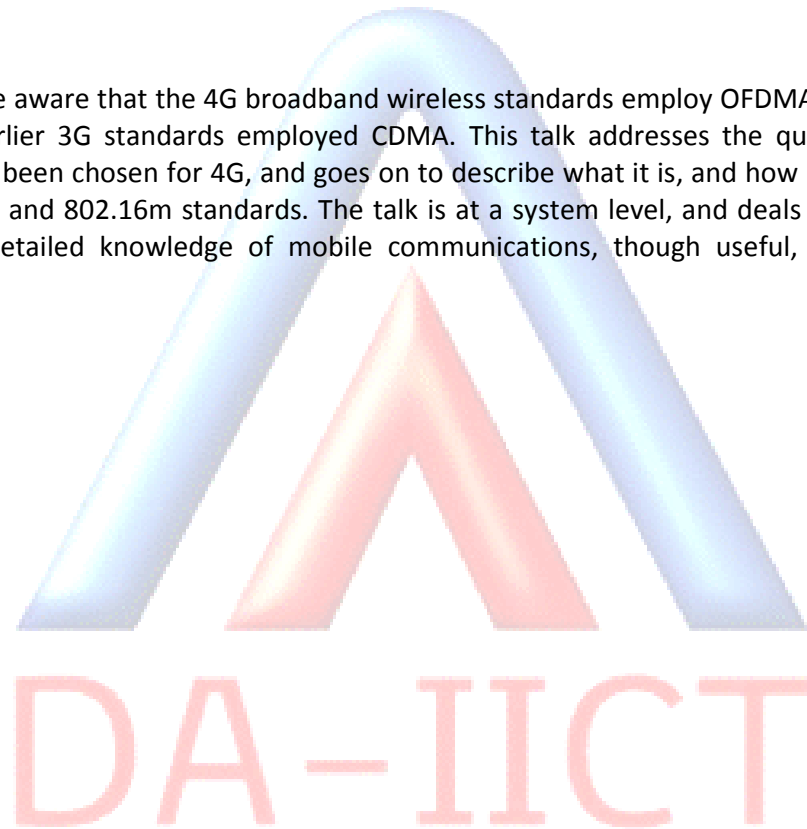 e aware that the 4G broadband wireless standards employ OFDMA
rlier 3G standards employed CDMA. This talk addresses the qu
been chosen for 4G, and goes on to describe what it is, and how
and 802.16m standards. The talk is at a system level, and deals
etailed knowledge of mobile communications, though useful,
DA-IICT